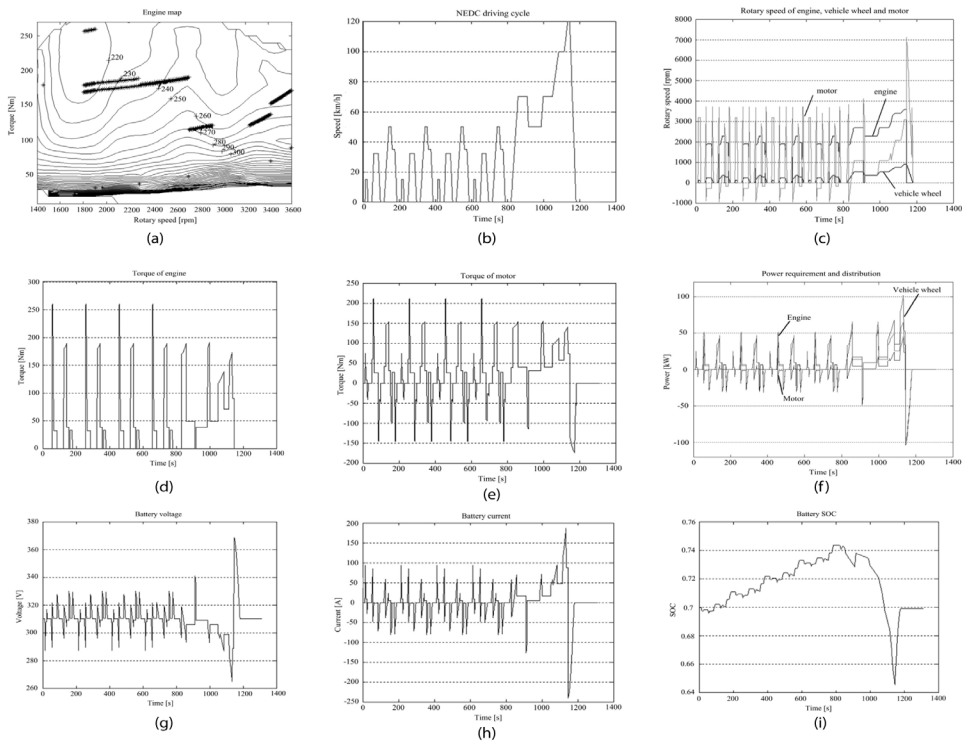 Engine map
Torque [Nm]
250
200
150
100
50
220
230
240
250
260
270
280
290
300
1400 1600 1800 2000 2200 2400 2600 2800 3000 3200 3400 3600
Rotary speed [rpm]
(a)
NEDC driving cycle
Speed [km/h]
120
100
80
60
40
20
0
0 200 400 600 800 1000 1200 1400
Time [s]
(b)
Rotary speed of engine, vehicle wheel and motor
Rotary speed [rpm]
8000
7000
6000
5000
4000
3000
2000
1000
0
-1000
motor
engine
vehicle wheel
0 200 400 600 800 1000 1200 1400
Time [s]
(c)
Torque of engine
Torque [Nm]
300
250
200
150
100
50
0
0 200 400 600 800 1000 1200 1400
Time [s]
(d)
Torque of motor
Torque [Nm]
250
200
150
100
50
0
-50
-100
-150
-200
0 200 400 600 800 1000 1200 1400
Time [s]
(e)
Power requirement and distribution
Power [kW]
100
50
0
-50
-100
Engine
Motor
Vehicle wheel
0 200 400 600 800 1000 1200 1400
Time [s]
(f)
Battery voltage
Voltage [V]
380
360
340
320
300
280
260
0 200 400 600 800 1000 1200 1400
Time [s]
(g)
Battery current
Current [A]
200
150
100
50
0
-50
-100
-150
-200
-250
0 200 400 600 800 1000 1200 1400
Time [s]
(h)
Battery SOC
SOC
0.76
0.74
0.72
0.7
0.68
0.66
0.64
0 200 400 600 800 1000 1200 1400
Time [s]
(i)